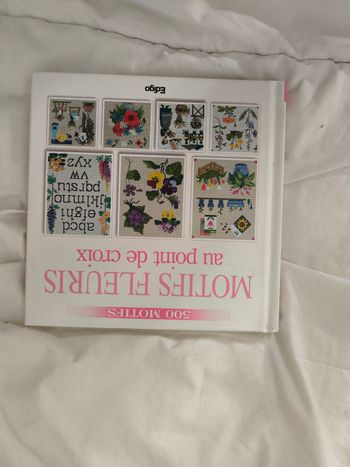 500 MOTIFS
MOTIFS FLEURIS
au point de croix
abcd
efghi
jklmno
pqrstu
vw
xyz
Edigo